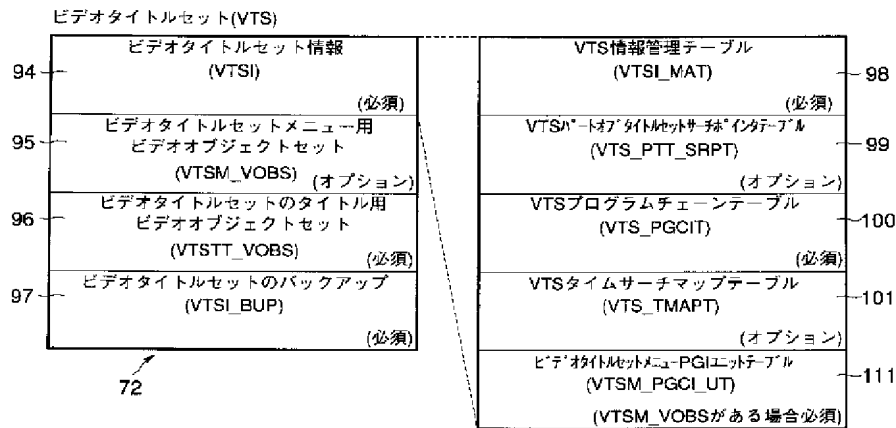 ビデオタイトルセット(VTS)
94
ビデオタイトルセット情報
(VTSI)
(必須)
95
ビデオタイトルセットメニュー用
ビデオオブジェクトセット
(VTSM_VOBS)
(オプション)
96
ビデオタイトルセットのタイトル用
ビデオオブジェクトセット
(VTSTT_VOBS)
(必須)
97
ビデオタイトルセットのバックアップ
(VTSI_BUP)
(必須)
72
VTS情報管理テーブル
(VTSI_MAT)
(必須)
98
VTSパートオブタイトルセットサーチポインタテーブル
(VTS_PTT_SRPT)
(オプション)
99
VTSプログラムチェーンテーブル
(VTS_PGCIT)
(必須)
100
VTSタイムサーチマップテーブル
(VTS_TMAPT)
(オプション)
101
ビデオタイトルセットメニューPGIユニットテーブル
(VTSM_PGCI_UT)
(VTSM_VOBSがある場合必須)
111